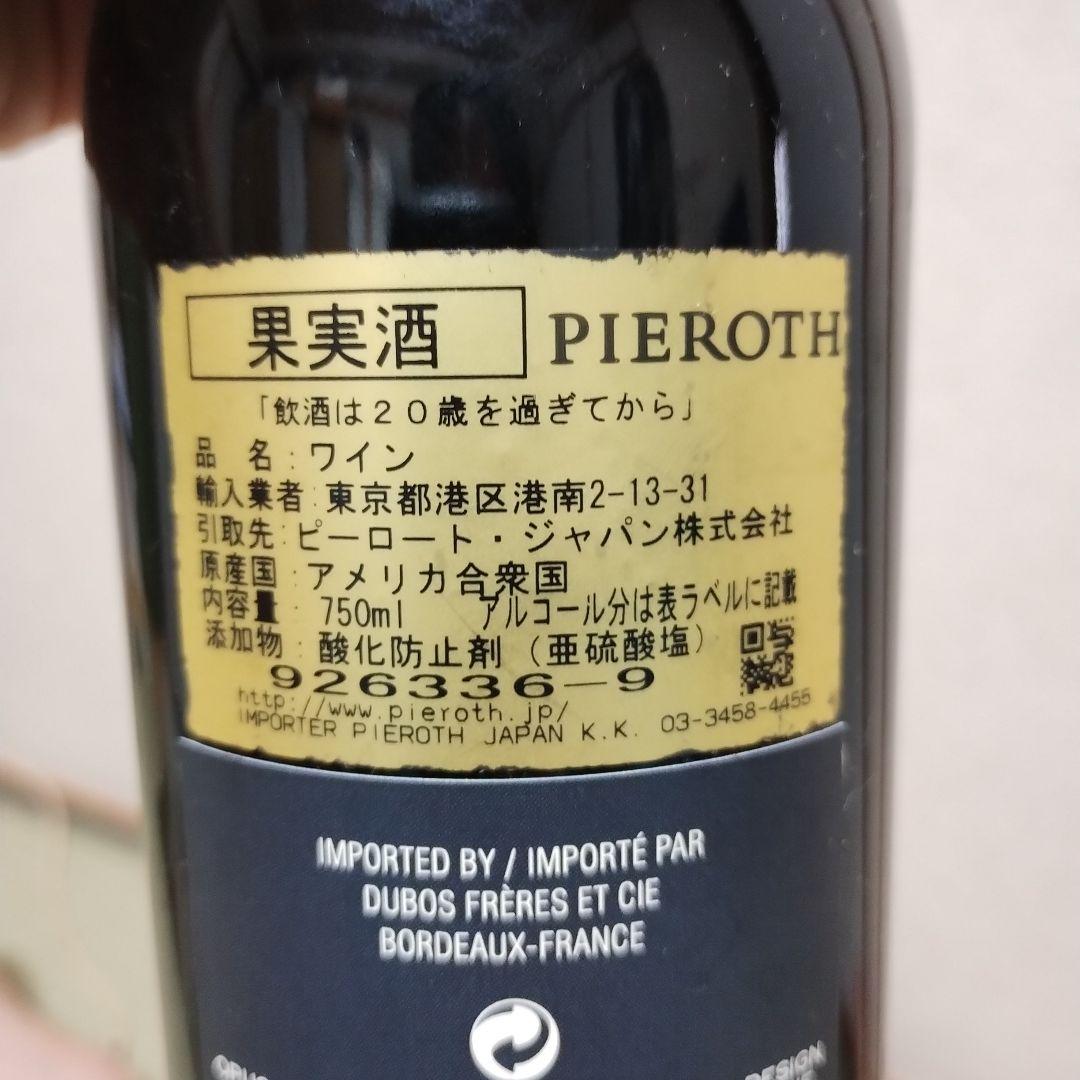 果実酒 PIEROTH
「飲酒は２０歳を過ぎてから」
品 名：ワイン
輸入業者：東京都港区港南2-13-31
引取先：ピーロート・ジャパン株式会社
原産国：アメリカ合衆国
内容量：750ml アルコール分は表ラベルに記載
添加物：酸化防止剤（亜硫酸塩）
926336-9
http://www.pieroth.jp/
IMPORTER PIEROTH JAPAN K.K. 03-3458-4455
IMPORTED BY / IMPORTÉ PAR
DUBOS FRÈRES ET CIE
BORDEAUX-FRANCE
DESIGN